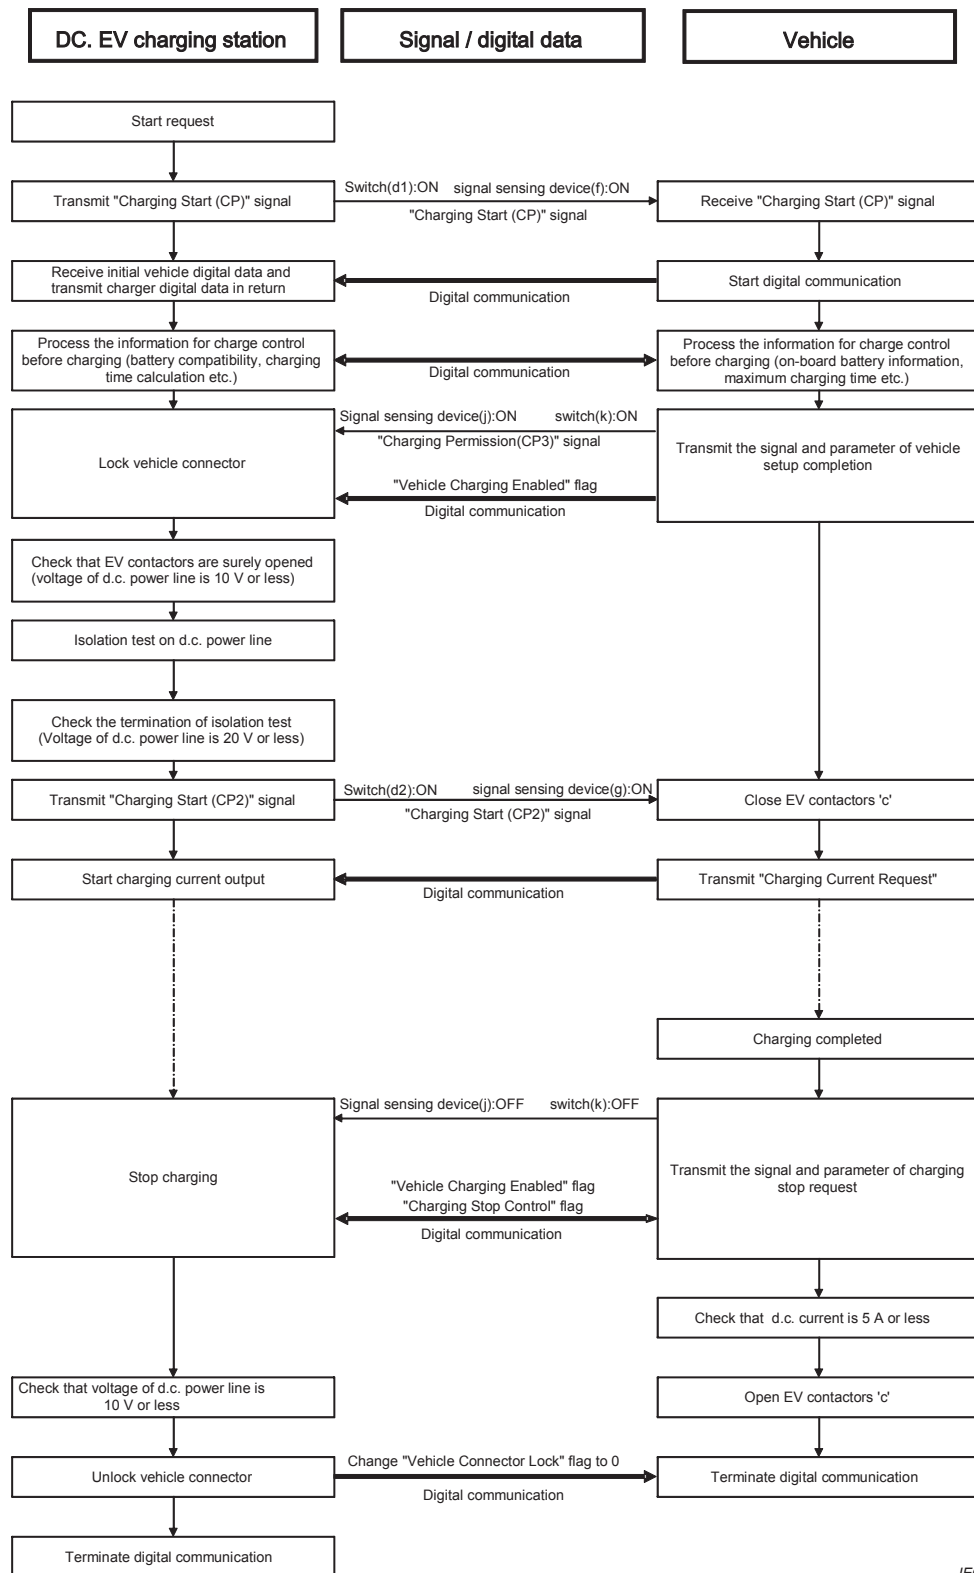 DC. EV charging station
Signal / digital data
Vehicle
Start request
Transmit "Charging Start (CP)" signal
Switch(d1):ON signal sensing device(f):ON
"Charging Start (CP)" signal
Receive "Charging Start (CP)" signal
Receive initial vehicle digital data and
transmit charger digital data in return
Digital communication
Start digital communication
Process the information for charge control
before charging (battery compatibility, charging
time calculation etc.)
Digital communication
Process the information for charge control
before charging (on-board battery information,
maximum charging time etc.)
Lock vehicle connector
Signal sensing device(j):ON switch(k):ON
"Charging Permission(CP3)" signal
"Vehicle Charging Enabled" flag
Digital communication
Transmit the signal and parameter of vehicle
setup completion
Check that EV contactors are surely opened
(voltage of d.c. power line is 10 V or less)
Isolation test on d.c. power line
Check the termination of isolation test
(Voltage of d.c. power line is 20 V or less)
Transmit "Charging Start (CP2)" signal
Switch(d2):ON signal sensing device(g):ON
"Charging Start (CP2)" signal
Close EV contactors 'c'
Start charging current output
Digital communication
Transmit "Charging Current Request"
Charging completed
Stop charging
Signal sensing device(j):OFF switch(k):OFF
"Vehicle Charging Enabled" flag
"Charging Stop Control" flag
Digital communication
Transmit the signal and parameter of charging
stop request
Check that d.c. current is 5 A or less
Check that voltage of d.c. power line is
10 V or less
Open EV contactors 'c'
Unlock vehicle connector
Change "Vehicle Connector Lock" flag to 0
Digital communication
Terminate digital communication
Terminate digital communication